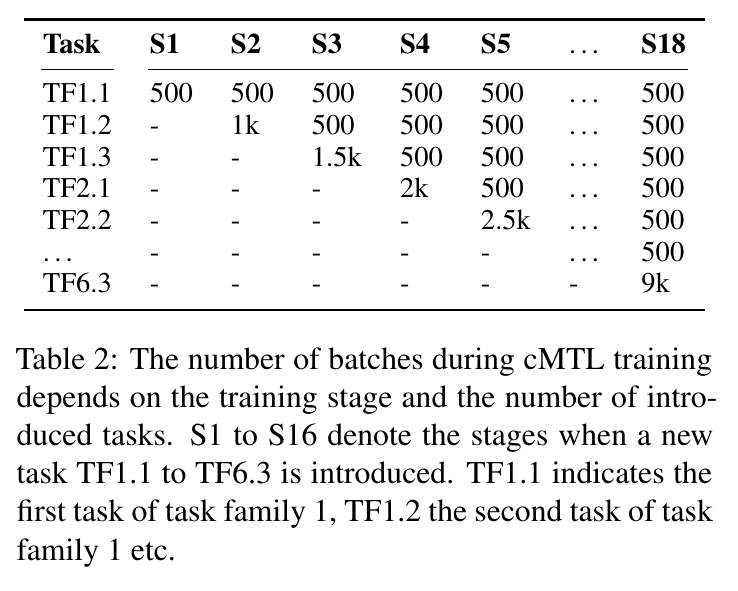 Task S1 S2 S3 S4 S5 ... S18
TF1.1 500 500 500 500 500 ... 500
TF1.2 - 1k 500 500 500 ... 500
TF1.3 - - 1.5k 500 500 ... 500
TF2.1 - - - 2k 500 ... 500
TF2.2 - - - - 2.5k ... 500
... - - - - - ... 500
TF6.3 - - - - - - 9k
Table 2: The number of batches during cMTL training
depends on the training stage and the number of intro-
duced tasks. S1 to S16 denote the stages when a new
task TF1.1 to TF6.3 is introduced. TF1.1 indicates the
first task of task family 1, TF1.2 the second task of task
family 1 etc.